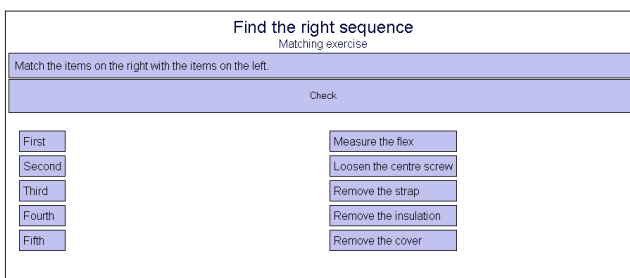 Find the right sequence
Matching exercise
Match the items on the right with the items on the left.
Check
First
Measure the flex
Second
Loosen the centre screw
Third
Remove the strap
Fourth
Remove the insulation
Fifth
Remove the cover